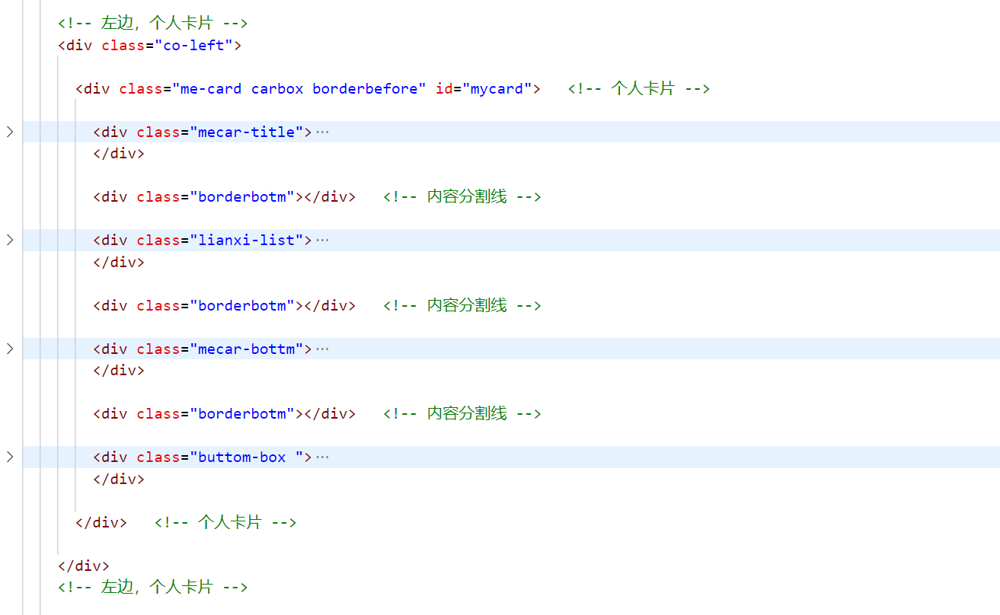 <!-- 左边，个人卡片 -->
<div class="co-left">
<div class="me-card carbox borderbefore" id="mycard">   <!-- 个人卡片 -->
<div class="mecar-title">···
</div>
<div class="borderbotm"></div>   <!-- 内容分割线 -->
<div class="lianxi-list">···
</div>
<div class="borderbotm"></div>   <!-- 内容分割线 -->
<div class="mecar-bottm">···
</div>
<div class="borderbotm"></div>   <!-- 内容分割线 -->
<div class="buttom-box ">···
</div>
</div>   <!-- 个人卡片 -->
</div>
<!-- 左边，个人卡片 -->